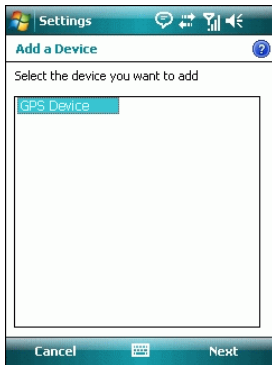 Settings
Add a Device
Select the device you want to add
GPS Device
Cancel Next